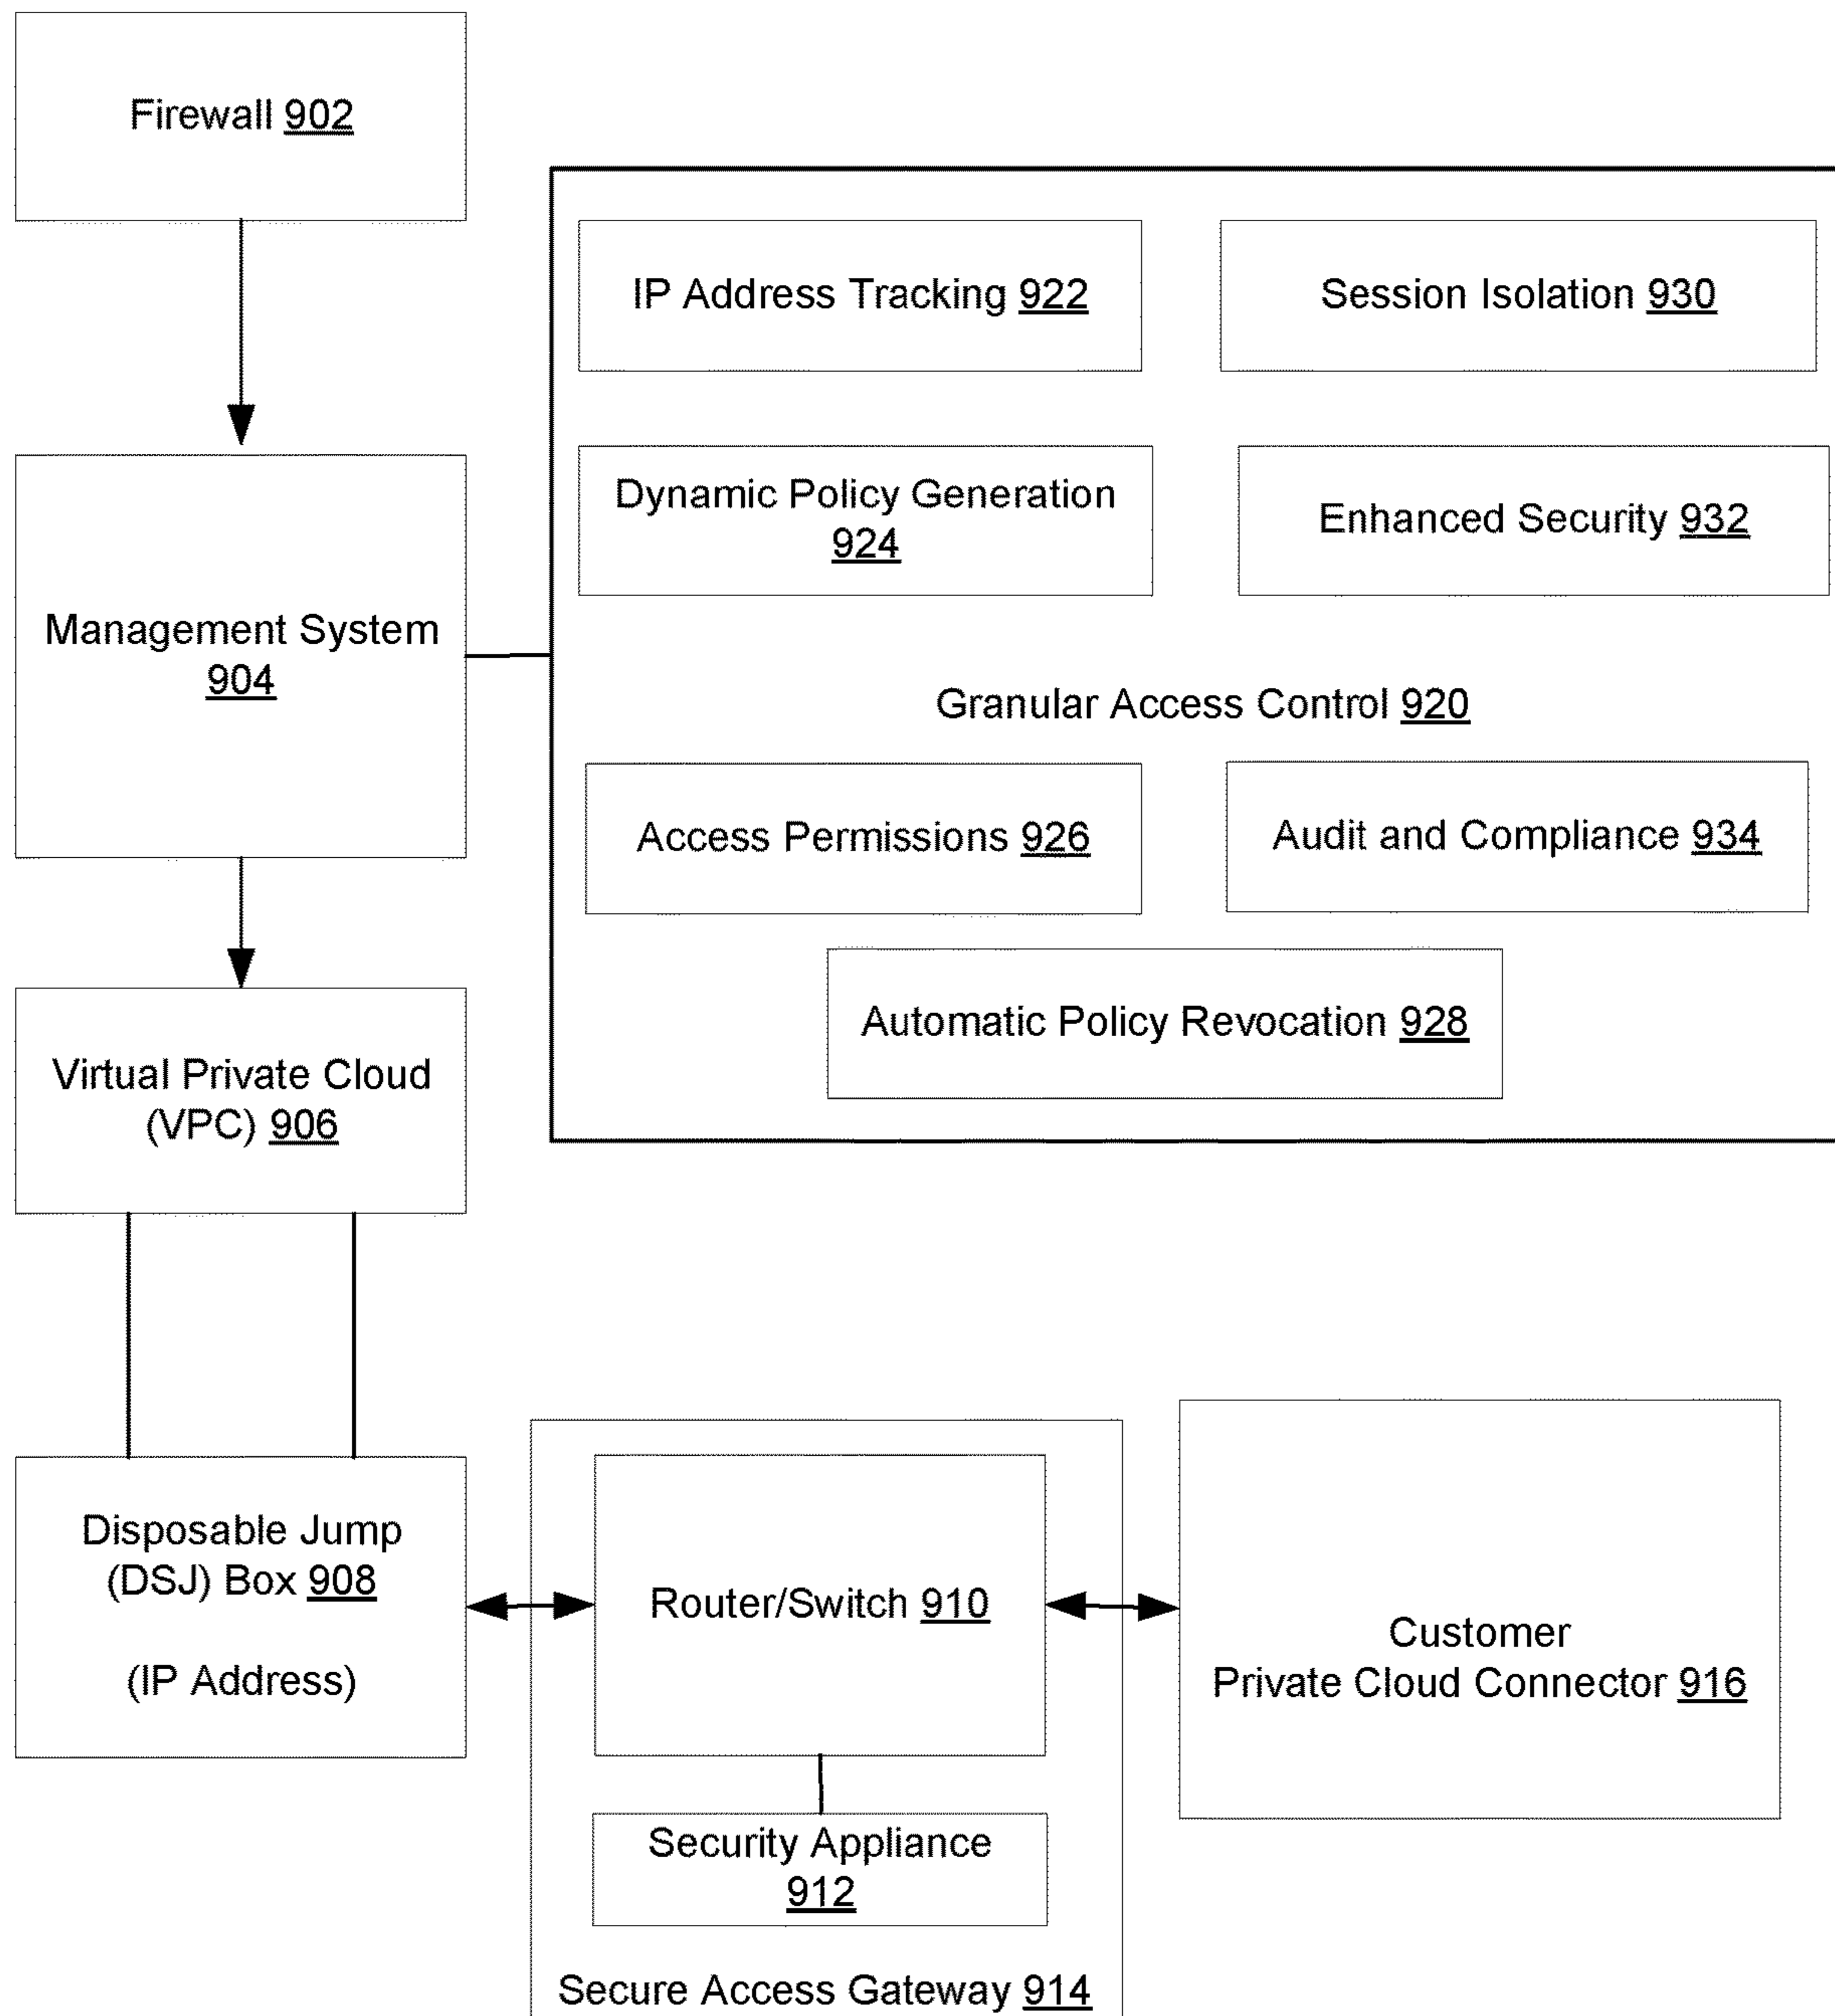 Firewall 902
IP Address Tracking 922
Session Isolation 930
Dynamic Policy Generation
924
Enhanced Security 932
Management System
904
Granular Access Control 920
Access Permissions 926
Audit and Compliance 934
Automatic Policy Revocation 928
Virtual Private Cloud
(VPC) 906
Disposable Jump
(DSJ) Box 908
(IP Address)
Router/Switch 910
Customer
Private Cloud Connector 916
Security Appliance
912
Secure Access Gateway 914